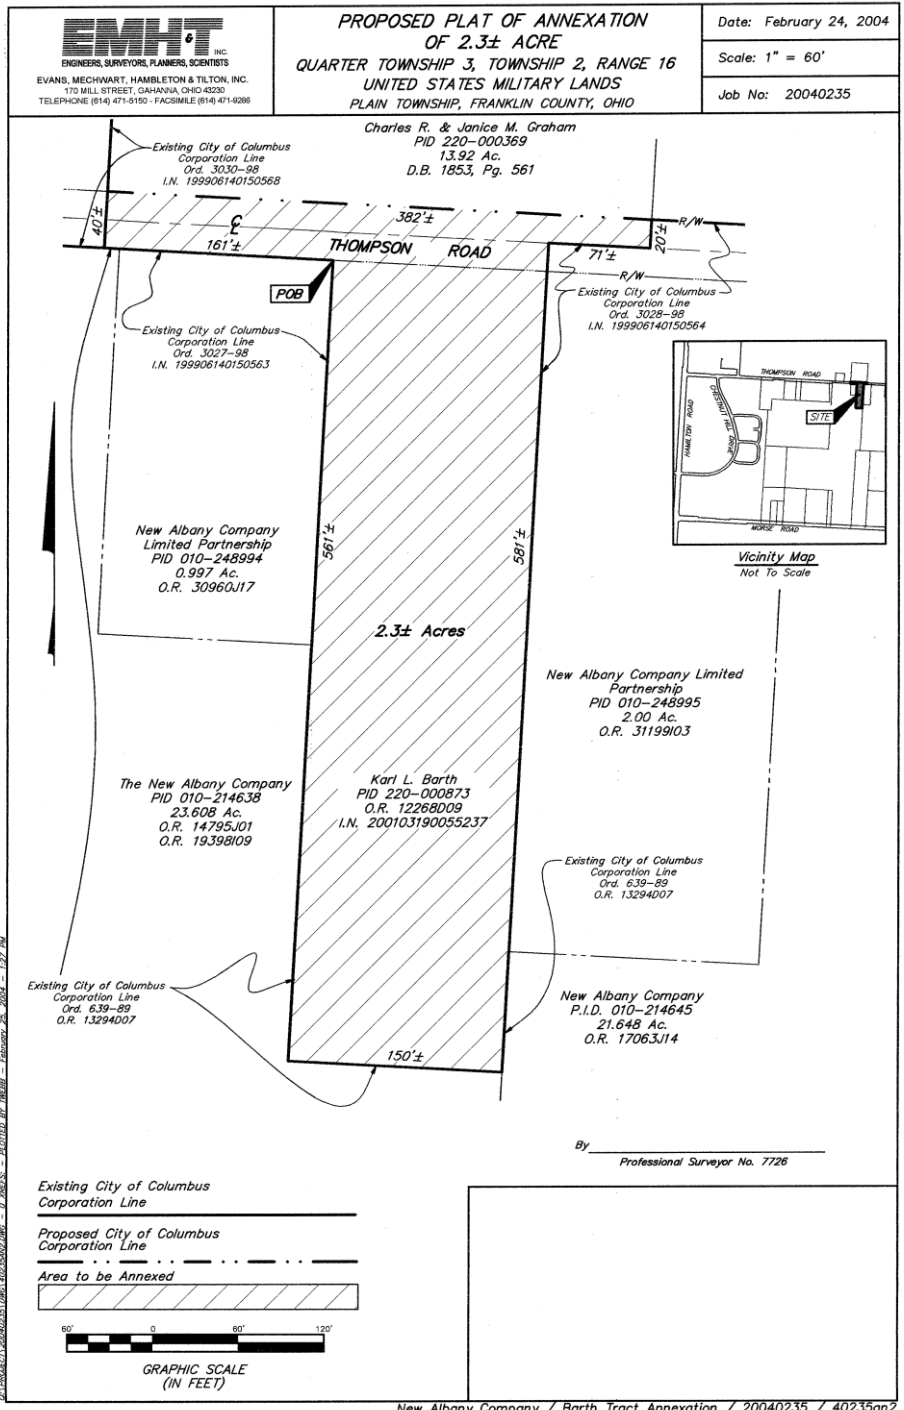 EMH&T INC.
ENGINEERS, SURVEYORS, PLANNERS, SCIENTISTS
EVANS, MECHWART, HAMBLETON & TILTON, INC.
170 MILL STREET, GAHANNA, OHIO 43230
TELEPHONE (614) 471-5150 - FACSIMILE (614) 471-9286
PROPOSED PLAT OF ANNEXATION
OF 2.3± ACRE
QUARTER TOWNSHIP 3, TOWNSHIP 2, RANGE 16
UNITED STATES MILITARY LANDS
PLAIN TOWNSHIP, FRANKLIN COUNTY, OHIO
Date: February 24, 2004
Scale: 1" = 60'
Job No: 20040235
Charles R. & Janice M. Graham
PID 220-000369
13.92 Ac.
D.B. 1853, Pg. 561
Existing City of Columbus
Corporation Line
Ord. 3030-98
I.N. 199906140150568
40'±
382'±
R/W
20'±
161'±
THOMPSON ROAD
71'±
R/W
POB
Existing City of Columbus
Corporation Line
Ord. 3028-98
I.N. 199906140150564
Existing City of Columbus
Corporation Line
Ord. 3027-98
I.N. 199906140150563
THOMPSON ROAD
CHESTNUT HILL DRIVE
HAMILTON ROAD
SITE
MORSE ROAD
Vicinity Map
Not To Scale
New Albany Company
Limited Partnership
PID 010-248994
0.997 Ac.
O.R. 30960J17
561'±
581'±
2.3± Acres
New Albany Company Limited
Partnership
PID 010-248995
2.00 Ac.
O.R. 31199I03
The New Albany Company
PID 010-214638
23.608 Ac.
O.R. 14795J01
O.R. 19398I09
Karl L. Barth
PID 220-000873
O.R. 12268D09
I.N. 200103190055237
Existing City of Columbus
Corporation Line
Ord. 639-89
O.R. 13294D07
Existing City of Columbus
Corporation Line
Ord. 639-89
O.R. 13294D07
New Albany Company
P.I.D. 010-214645
21.648 Ac.
O.R. 17063J14
150'±
By
Professional Surveyor No. 7726
Existing City of Columbus
Corporation Line
Proposed City of Columbus
Corporation Line
Area to be Annexed
60' 0 60' 120'
GRAPHIC SCALE
(IN FEET)
New Albany Company / Barth Tract Annexation / 20040235 / 40235an2